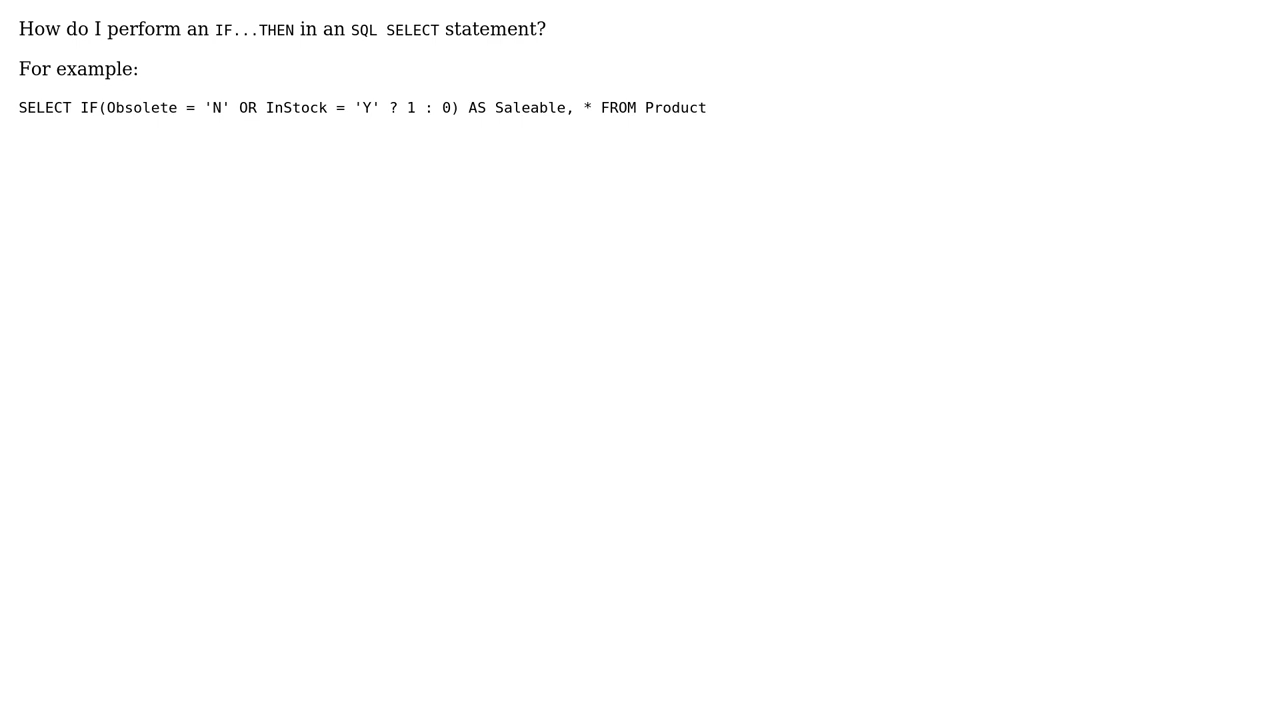 How do I perform an IF...THEN in an SQL SELECT statement?
For example:
SELECT IF(Obsolete = 'N' OR InStock = 'Y' ? 1 : 0) AS Saleable, * FROM Product